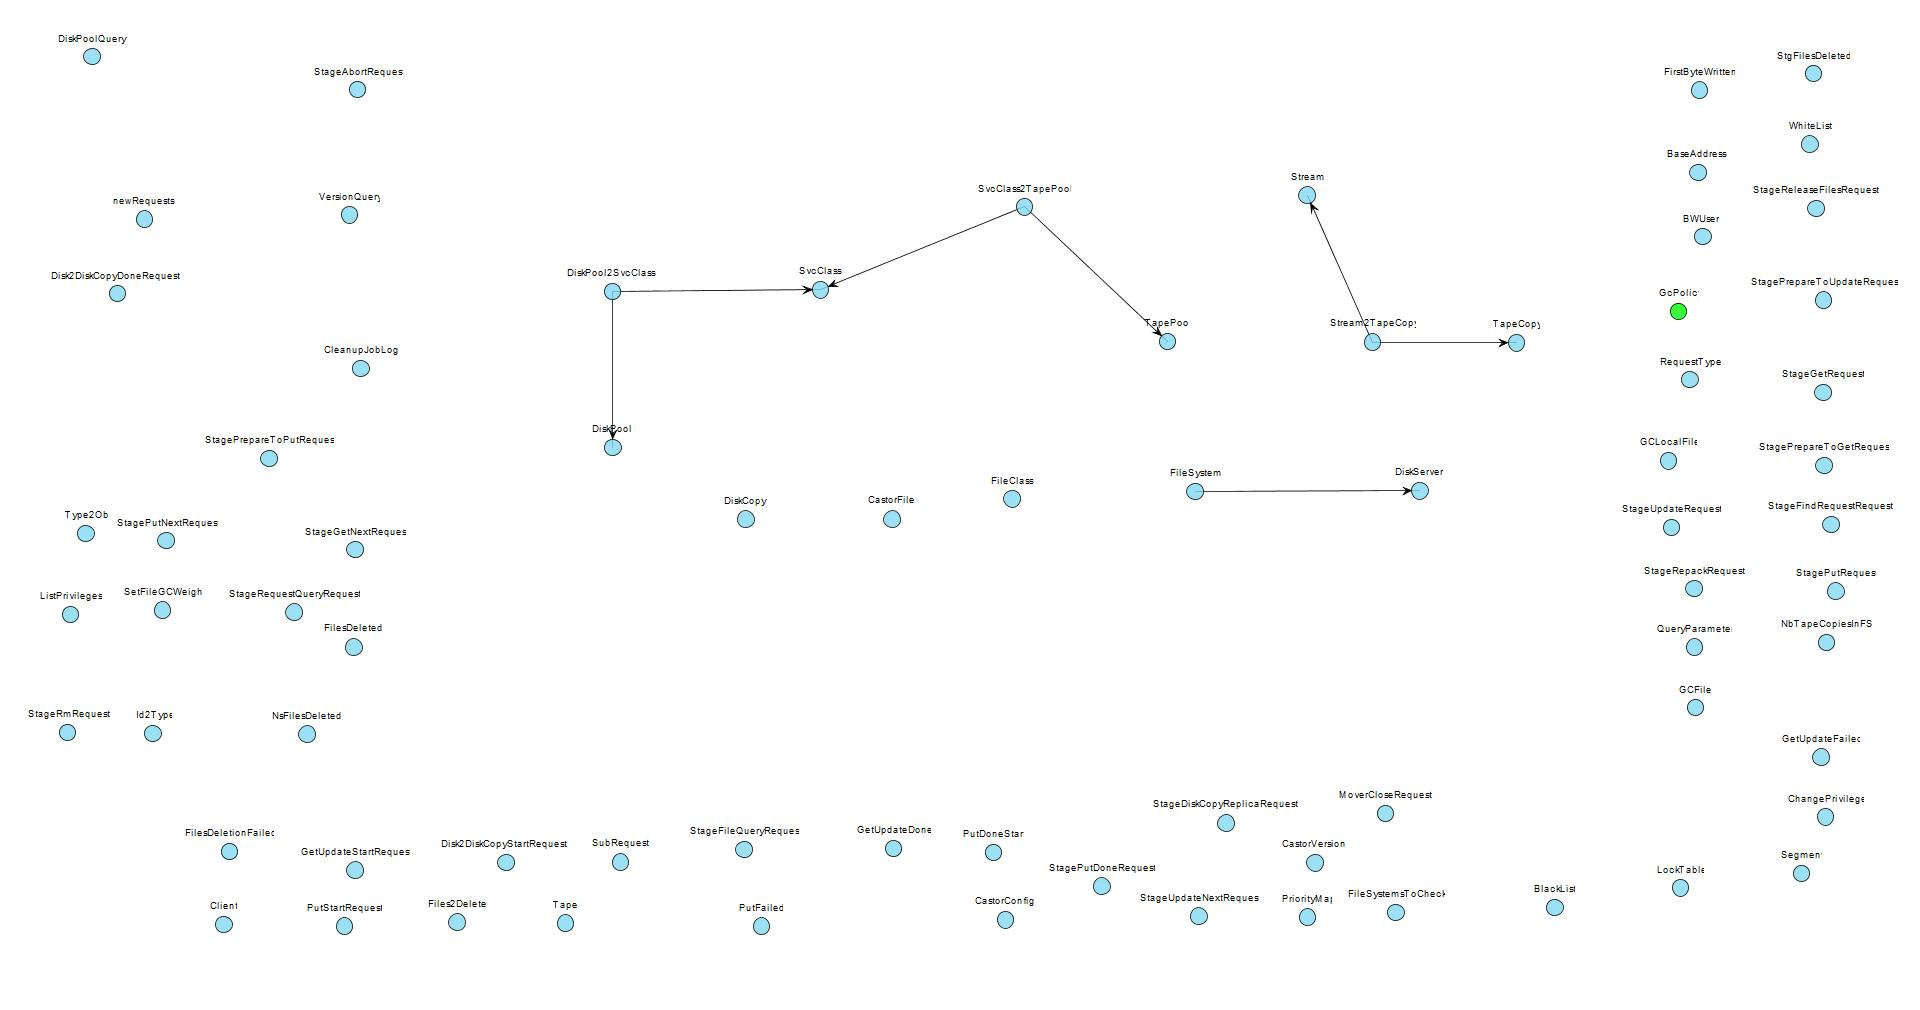 DiskPoolQuery
StageAbortReques
StgFilesDeleted
FirstByteWritten
WhiteList
BaseAddress
Stream
SvcClass2TapePool
StageReleaseFilesRequest
newRequests
VersionQuery
BWUser
Disk2DiskCopyDoneRequest
DiskPool2SvcClass
SvcClass
StagePrepareToUpdateReques
GcPolic
TapePoo
Stream2TapeCopy
TapeCopy
CleanupJobLog
RequestType
StageGetRequest
DiskPool
StagePrepareToPutReques
GCLocalFile
StagePrepareToGetReques
FileSystem
DiskServer
FileClass
DiskCopy
CastorFile
StageUpdateRequest
StageFindRequestRequest
Type2Ob
StagePutNextReques
StageGetNextReques
StageRepackRequest
StagePutReques
ListPrivileges
SetFileGCWeigh
StageRequestQueryRequest
FilesDeleted
QueryParameter
NbTapeCopiesInFS
GCFile
StageRmRequest
Id2Type
NsFilesDeleted
GetUpdateFailed
MoverCloseRequest
StageDiskCopyReplicaRequest
ChangePrivilege
FilesDeletionFailed
GetUpdateStartReques
Disk2DiskCopyStartRequest
SubRequest
StageFileQueryReques
GetUpdateDone
PutDoneStar
CastorVersion
Segmen
StagePutDoneRequest
LockTable
StageUpdateNextReques
PriorityMap
FileSystemsToCheck
BlackList
Client
PutStartRequest
Files2Delete
Tape
PutFailed
CastorConfig